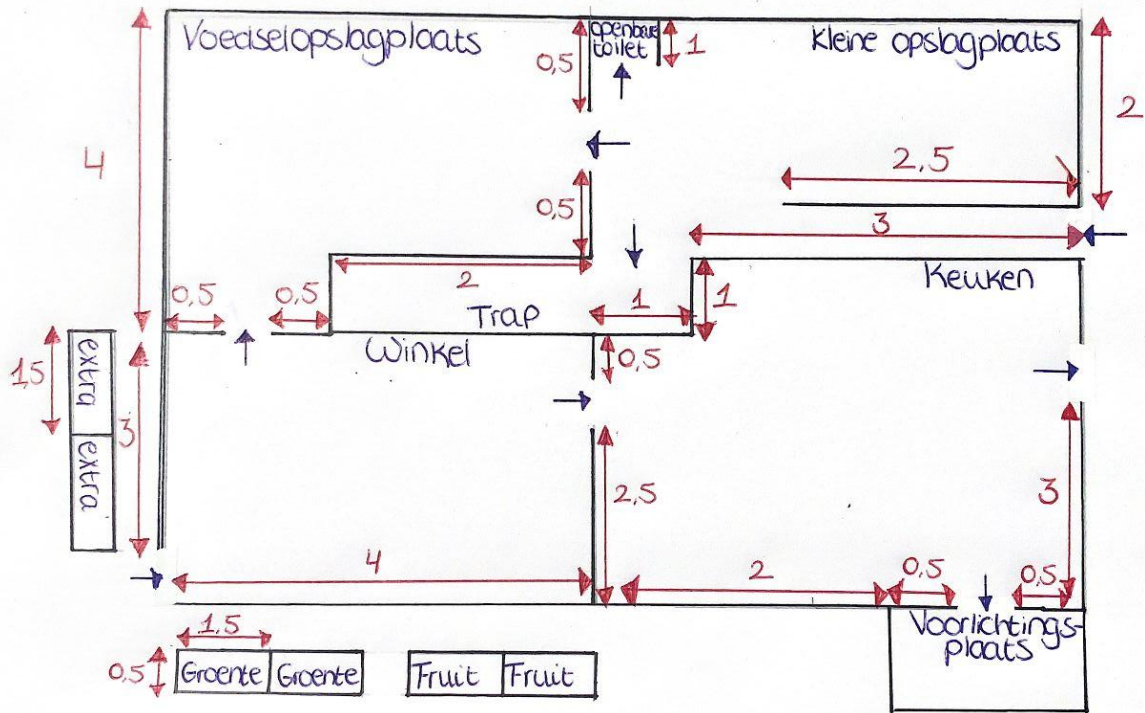 Voedselopslagplaats
0,5
openbare
toilet
1
Kleine opslagplaats
2
4
2,5
0,5
3
2
Keuken
0,5
0,5
1
1
Trap
Winkel
0,5
extra
1,5
3
extra
2,5
3
4
2
0,5
0,5
Voorlichtings-
plaats
1,5
0,5
Groente
Groente
Fruit
Fruit